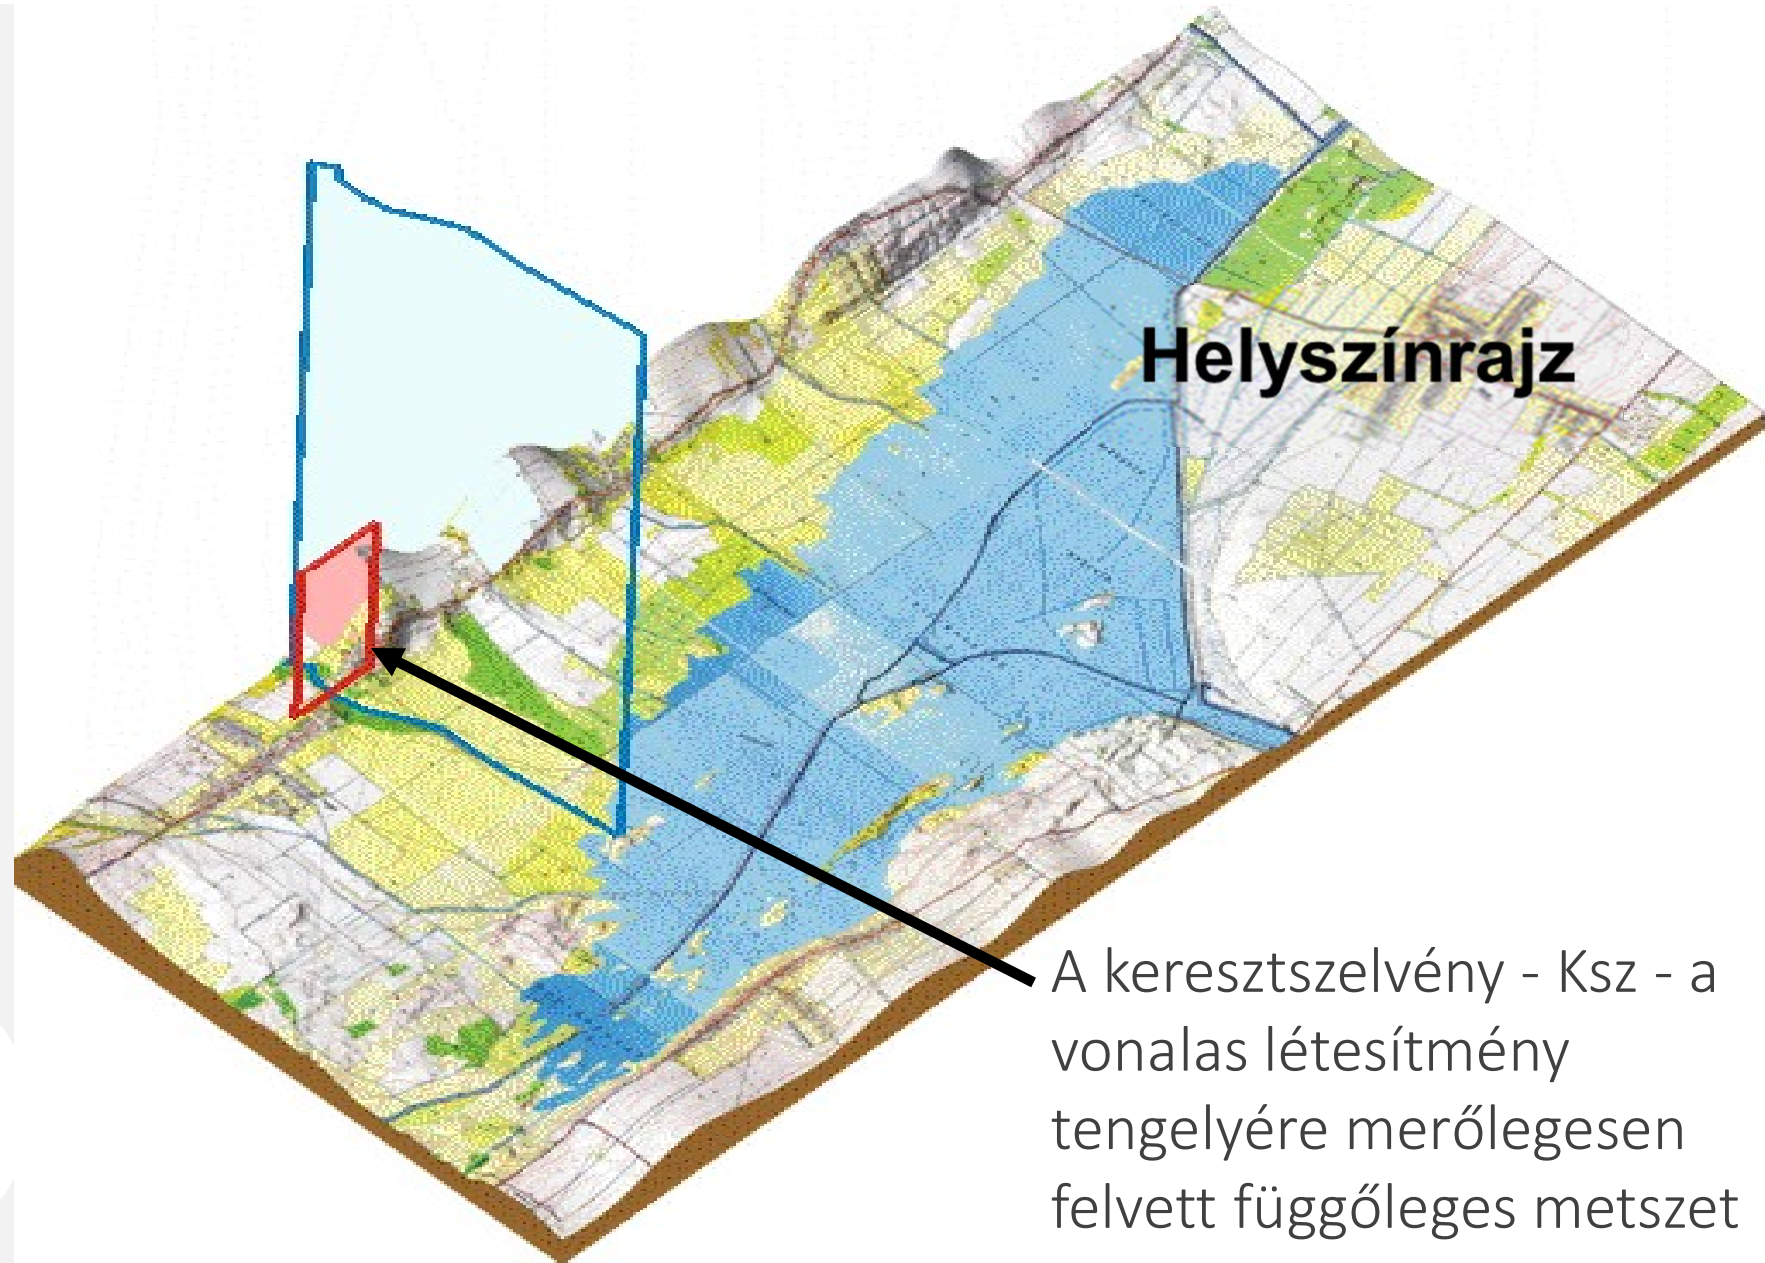 Helyszínrajz
A keresztszelvény - Ksz - a
vonalas létesítmény
tengelyére merőlegesen
felvett függőleges metszet